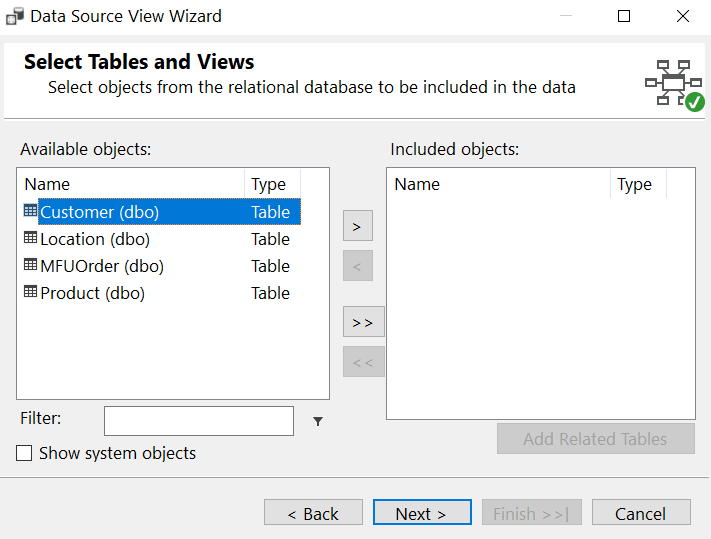 Data Source View Wizard
Select Tables and Views
Select objects from the relational database to be included in the data
Available objects:
Name Type
Customer (dbo) Table
Location (dbo) Table
MFUOrder (dbo) Table
Product (dbo) Table
>
<
>>
<<
Included objects:
Name Type
Filter:
Show system objects
Add Related Tables
< Back Next > Finish >>| Cancel